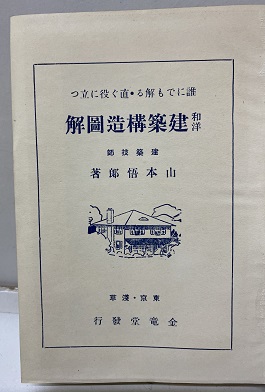 誰にでも解る・直ぐ役に立つ
和洋建築構造圖解
建築技師
山本悟郎著
東京・淺草
金竜堂發行